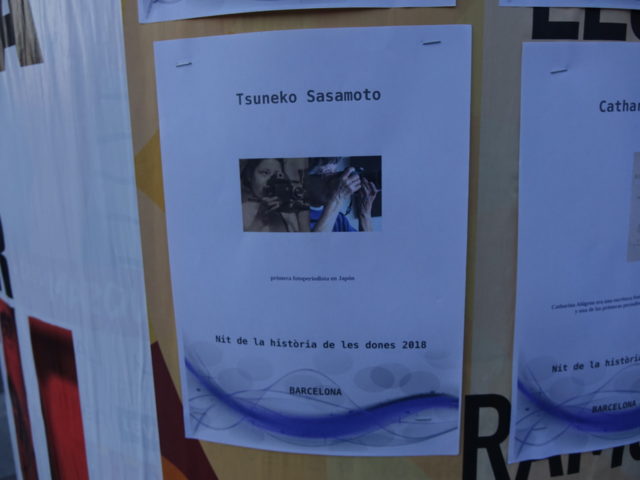 Tsuneko Sasamoto
primera fotoperiodista en Japón
Nit de la història de les dones 2018
BARCELONA
Cathar
Nit de la històri
BARCELONA
RAM